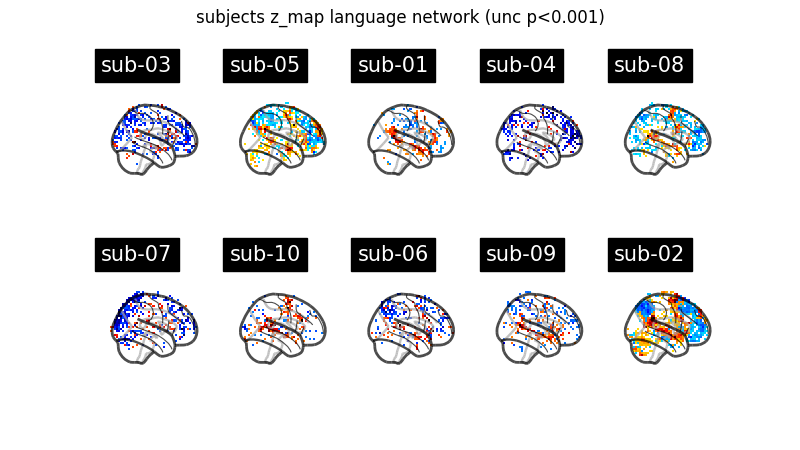 subjects z_map language network (unc p<0.001)
sub-03 sub-05 sub-01 sub-04 sub-08
sub-07 sub-10 sub-06 sub-09 sub-02